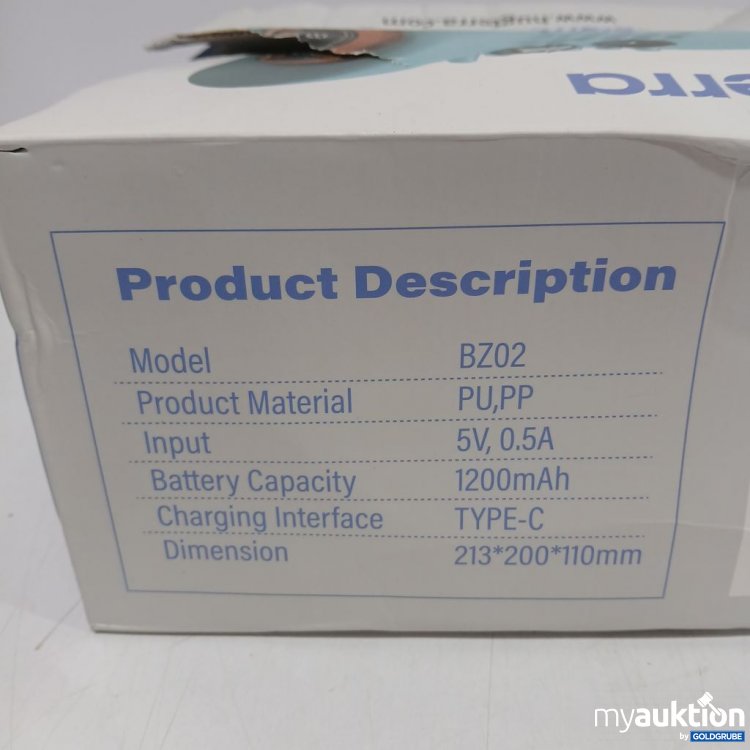 erra
Product Description
Model BZ02
Product Material PU,PP
Input 5V, 0.5A
Battery Capacity 1200mAh
Charging Interface TYPE-C
Dimension 213*200*110mm
myauktion
by GOLDGRUBE